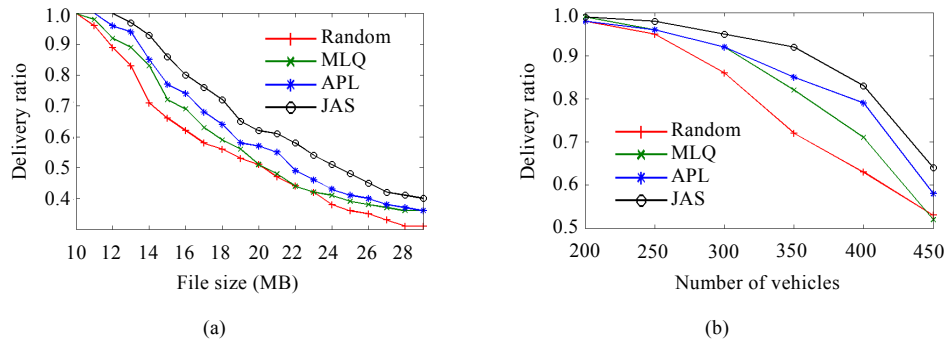 1.0
0.9
0.8
0.7
0.6
0.5
0.4
Delivery ratio
Random
MLQ
APL
JAS
10 12 14 16 18 20 22 24 26 28
File size (MB)
(a)
1.0
0.9
0.8
0.7
0.6
0.5
Delivery ratio
Random
MLQ
APL
JAS
200 250 300 350 400 450
Number of vehicles
(b)